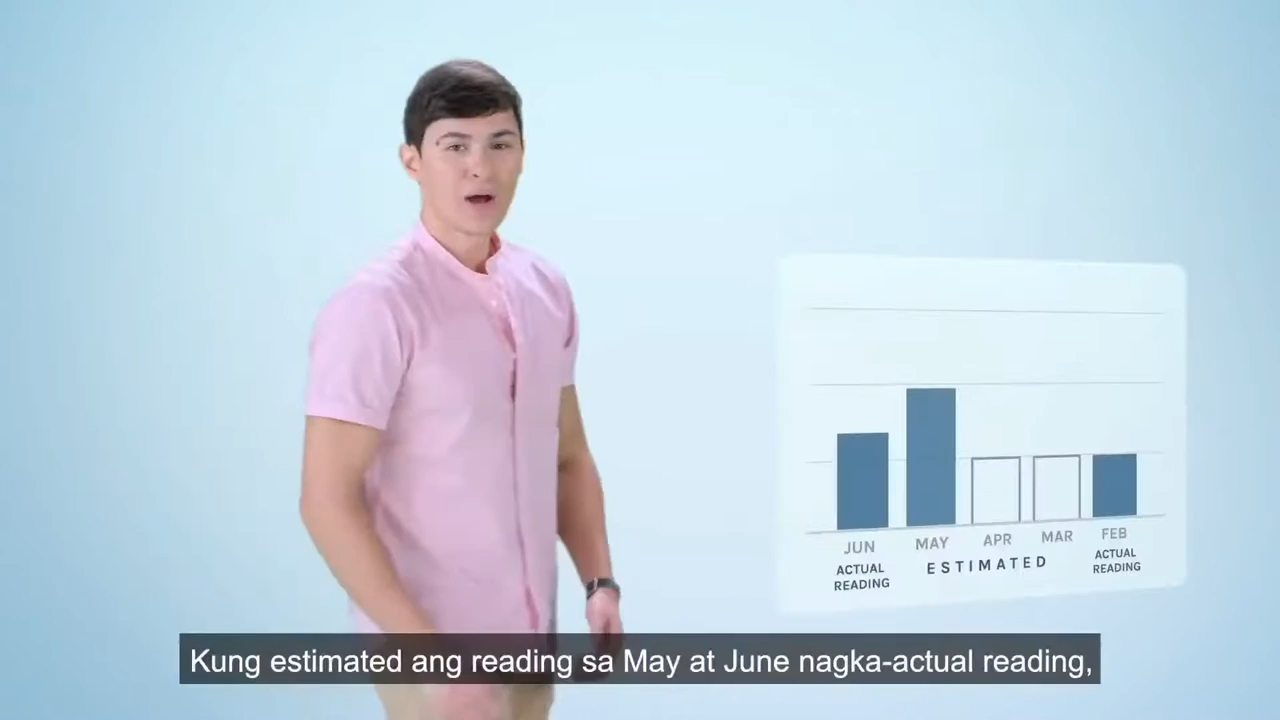 JUN MAY APR MAR FEB
ACTUAL READING ESTIMATED ACTUAL READING
Kung estimated ang reading sa May at June nagka-actual reading,